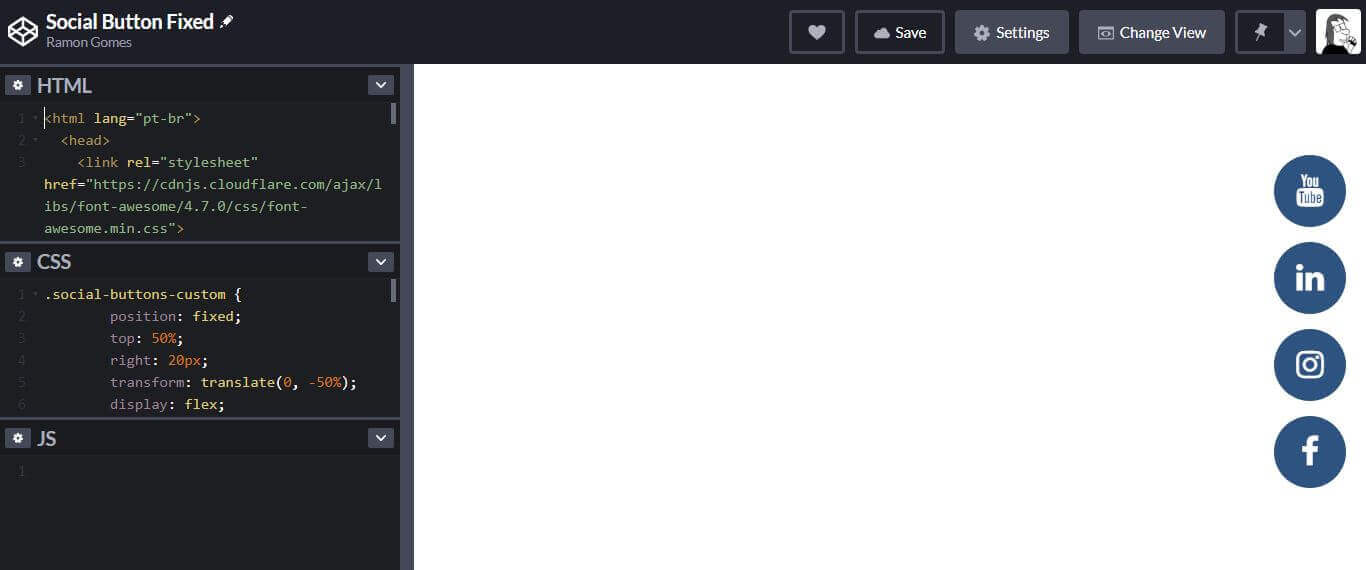 Social Button Fixed
Ramon Gomes
Save
Settings
Change View
HTML
1 <html lang="pt-br">
2 <head>
3 <link rel="stylesheet"
href="https://cdnjs.cloudflare.com/ajax/l
ibs/font-awesome/4.7.0/css/font-
awesome.min.css">
CSS
1 .social-buttons-custom {
2 position: fixed;
3 top: 50%;
4 right: 20px;
5 transform: translate(0, -50%);
6 display: flex;
JS
1
You
Tube
in
f